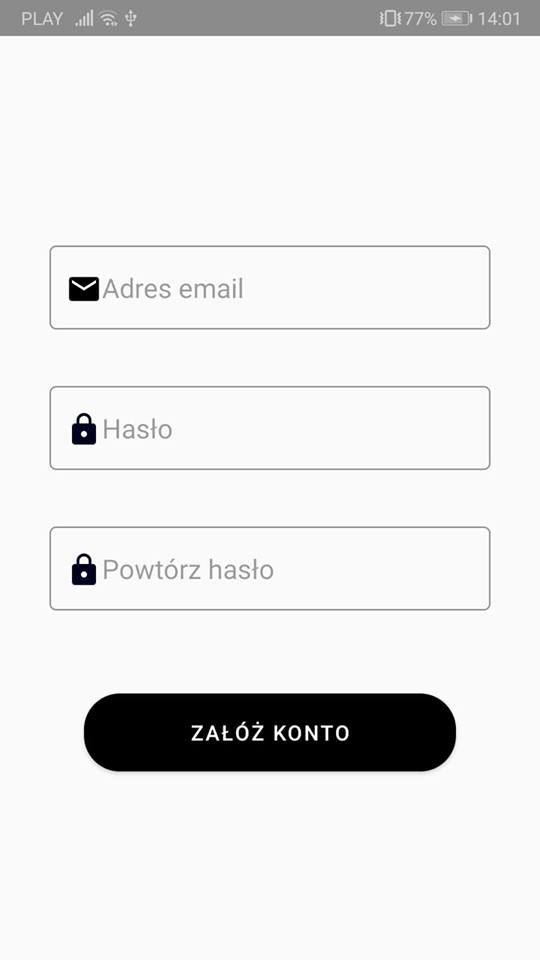 PLAY 77% 14:01
Adres email
Hasło
Powtórz hasło
ZAŁÓŻ KONTO